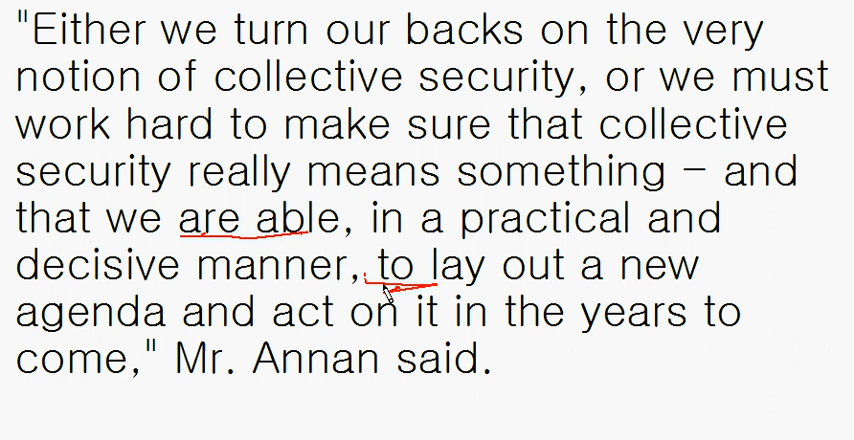 "Either we turn our backs on the very
notion of collective security, or we must
work hard to make sure that collective
security really means something – and
that we are able, in a practical and
decisive manner, to lay out a new
agenda and act on it in the years to
come," Mr. Annan said.